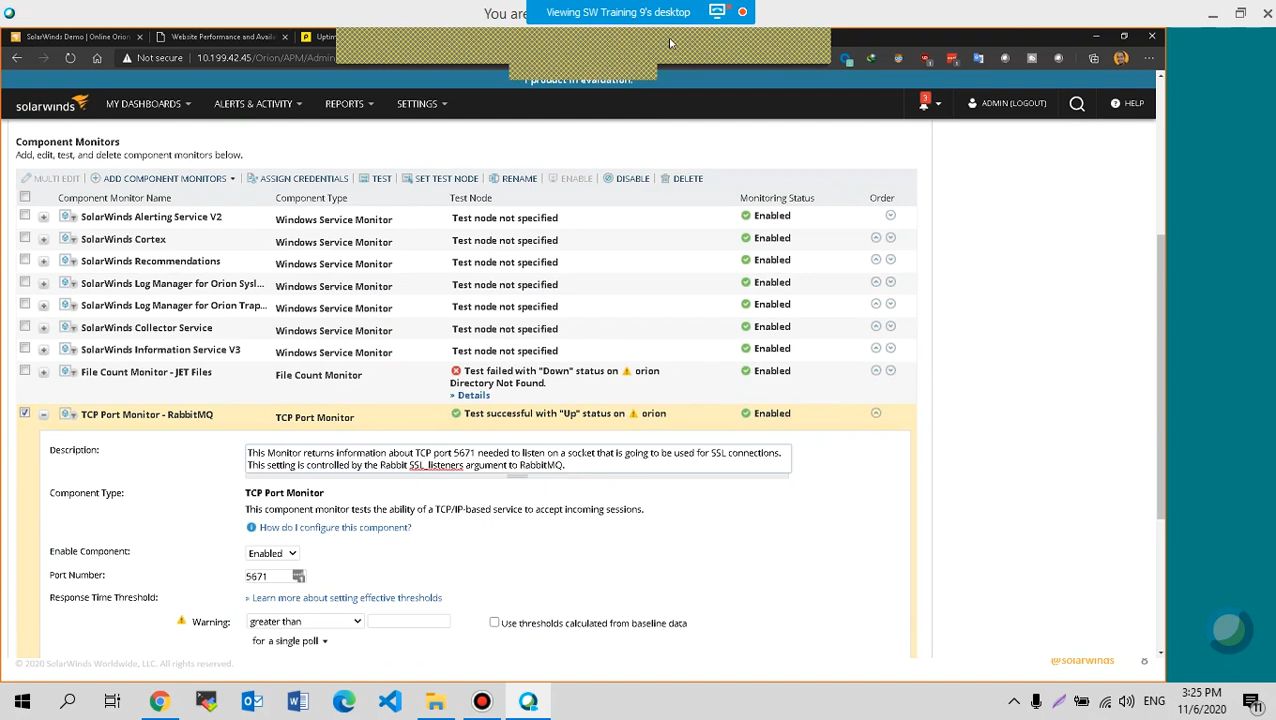 You are
Viewing SW Training 9's desktop
SolarWinds Demo | Online Orion
Website Performance and Availa
Uptim
Not secure 10.199.42.45/Orion/APM/Admin
1 product in evaluation.
solarwinds MY DASHBOARDS ALERTS & ACTIVITY REPORTS SETTINGS 3 ADMIN (LOGOUT) HELP
Component Monitors
Add, edit, test, and delete component monitors below.
MULTI EDIT ADD COMPONENT MONITORS ASSIGN CREDENTIALS TEST SET TEST NODE RENAME ENABLE DISABLE DELETE
Component Monitor Name Component Type Test Node Monitoring Status Order
SolarWinds Alerting Service V2 Windows Service Monitor Test node not specified Enabled
SolarWinds Cortex Windows Service Monitor Test node not specified Enabled
SolarWinds Recommendations Windows Service Monitor Test node not specified Enabled
SolarWinds Log Manager for Orion Sysl... Windows Service Monitor Test node not specified Enabled
SolarWinds Log Manager for Orion Trap... Windows Service Monitor Test node not specified Enabled
SolarWinds Collector Service Windows Service Monitor Test node not specified Enabled
SolarWinds Information Service V3 Windows Service Monitor Test node not specified Enabled
File Count Monitor - JET Files File Count Monitor Test failed with "Down" status on orion Enabled
Directory Not Found.
» Details
TCP Port Monitor - RabbitMQ TCP Port Monitor Test successful with "Up" status on orion Enabled
Description: This Monitor returns information about TCP port 5671 needed to listen on a socket that is going to be used for SSL connections.
This setting is controlled by the Rabbit SSL_listeners argument to RabbitMQ.
Component Type: TCP Port Monitor
This component monitor tests the ability of a TCP/IP-based service to accept incoming sessions.
How do I configure this component?
Enable Component: Enabled
Port Number: 5671
Response Time Threshold: » Learn more about setting effective thresholds
Warning: greater than Use thresholds calculated from baseline data
for a single poll
© 2020 SolarWinds Worldwide, LLC. All rights reserved.
@solarwinds
ENG
3:25 PM
11/6/2020